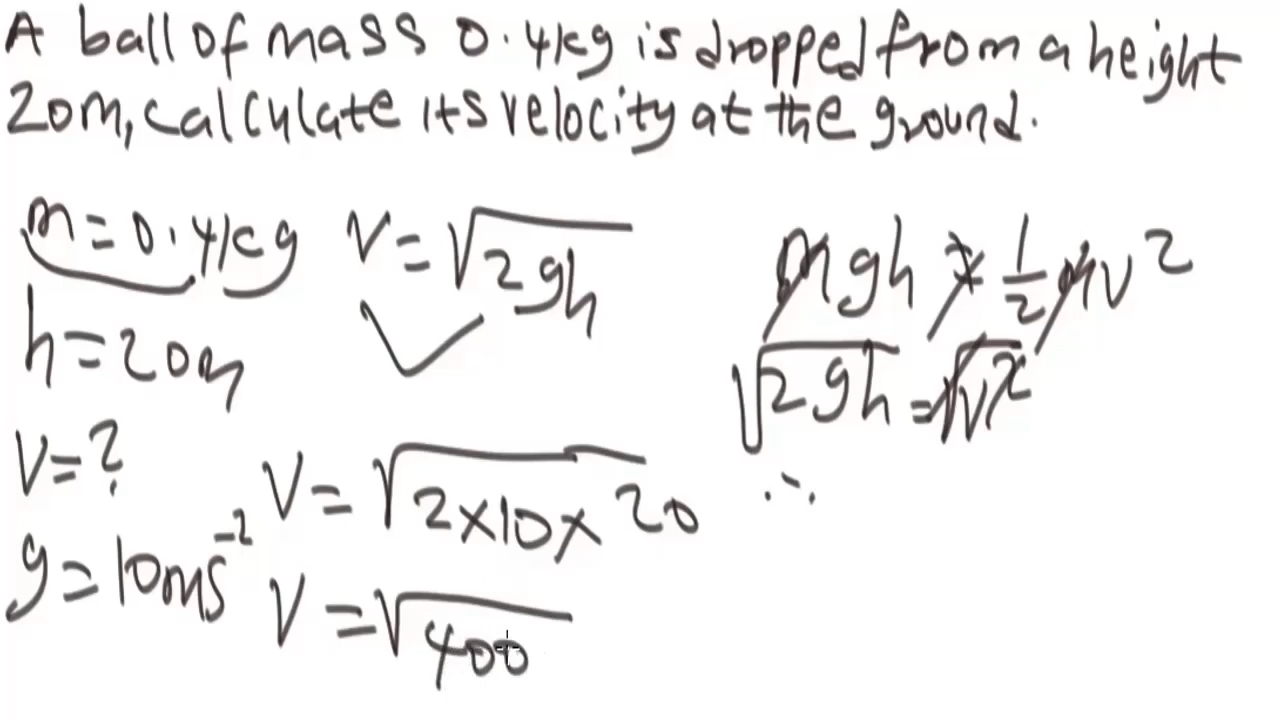 A ball of mass 0.4kg is dropped from a height
20m, calculate its velocity at the ground.
m = 0.4kg
h = 20m
v = ?
g = 10ms⁻²
v = √2gh
v = √2×10×20
v = √400
mgh = ½mv²
√2gh = √v²
∴